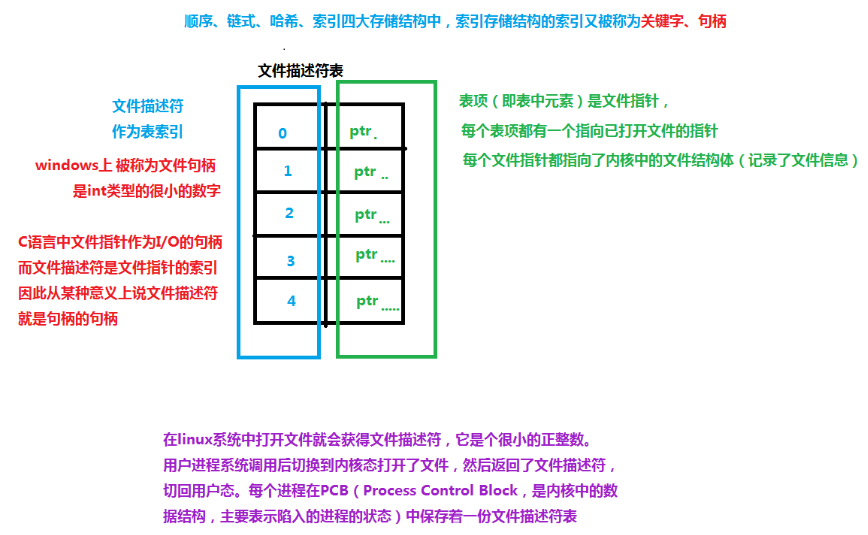 顺序、链式、哈希、索引四大存储结构中，索引存储结构的索引又被称为关键字、句柄
文件描述符表
文件描述符
作为表索引
windows上 被称为文件句柄
是int类型的很小的数字
C语言中文件指针作为I/O的句柄
而文件描述符是文件指针的索引
因此从某种意义上说文件描述符
就是句柄的句柄
0 ptr .
1 ptr ..
2 ptr ...
3 ptr ....
4 ptr .....
表项（即表中元素）是文件指针，
每个表项都有一个指向已打开文件的指针
每个文件指针都指向了内核中的文件结构体（记录了文件信息）
在linux系统中打开文件就会获得文件描述符，它是个很小的正整数。
用户进程系统调用后切换到内核态打开了文件，然后返回了文件描述符，
切回用户态。每个进程在PCB（Process Control Block，是内核中的数
据结构，主要表示陷入的进程的状态）中保存着一份文件描述符表